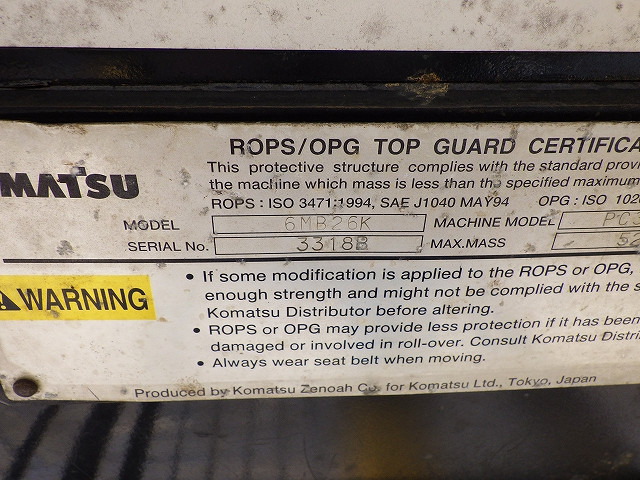 MATSU
ROPS/OPG TOP GUARD CERTIFICA
This protective structure complies with the standard provi
the machine which mass is less than the specified maximum
ROPS : ISO 3471:1994, SAE J1040 MAY94 OPG : ISO 1026
MODEL 6MB26K MACHINE MODEL PC
SERIAL No. 3318B MAX.MASS 52
WARNING
• If some modification is applied to the ROPS or OPG,
enough strength and might not be complied with the s
Komatsu Distributor before altering.
• ROPS or OPG may provide less protection if it has been
damaged or involved in roll-over. Consult Komatsu Distri
• Always wear seat belt when moving.
Produced by Komatsu Zenoah Co. for Komatsu Ltd., Tokyo, Japan